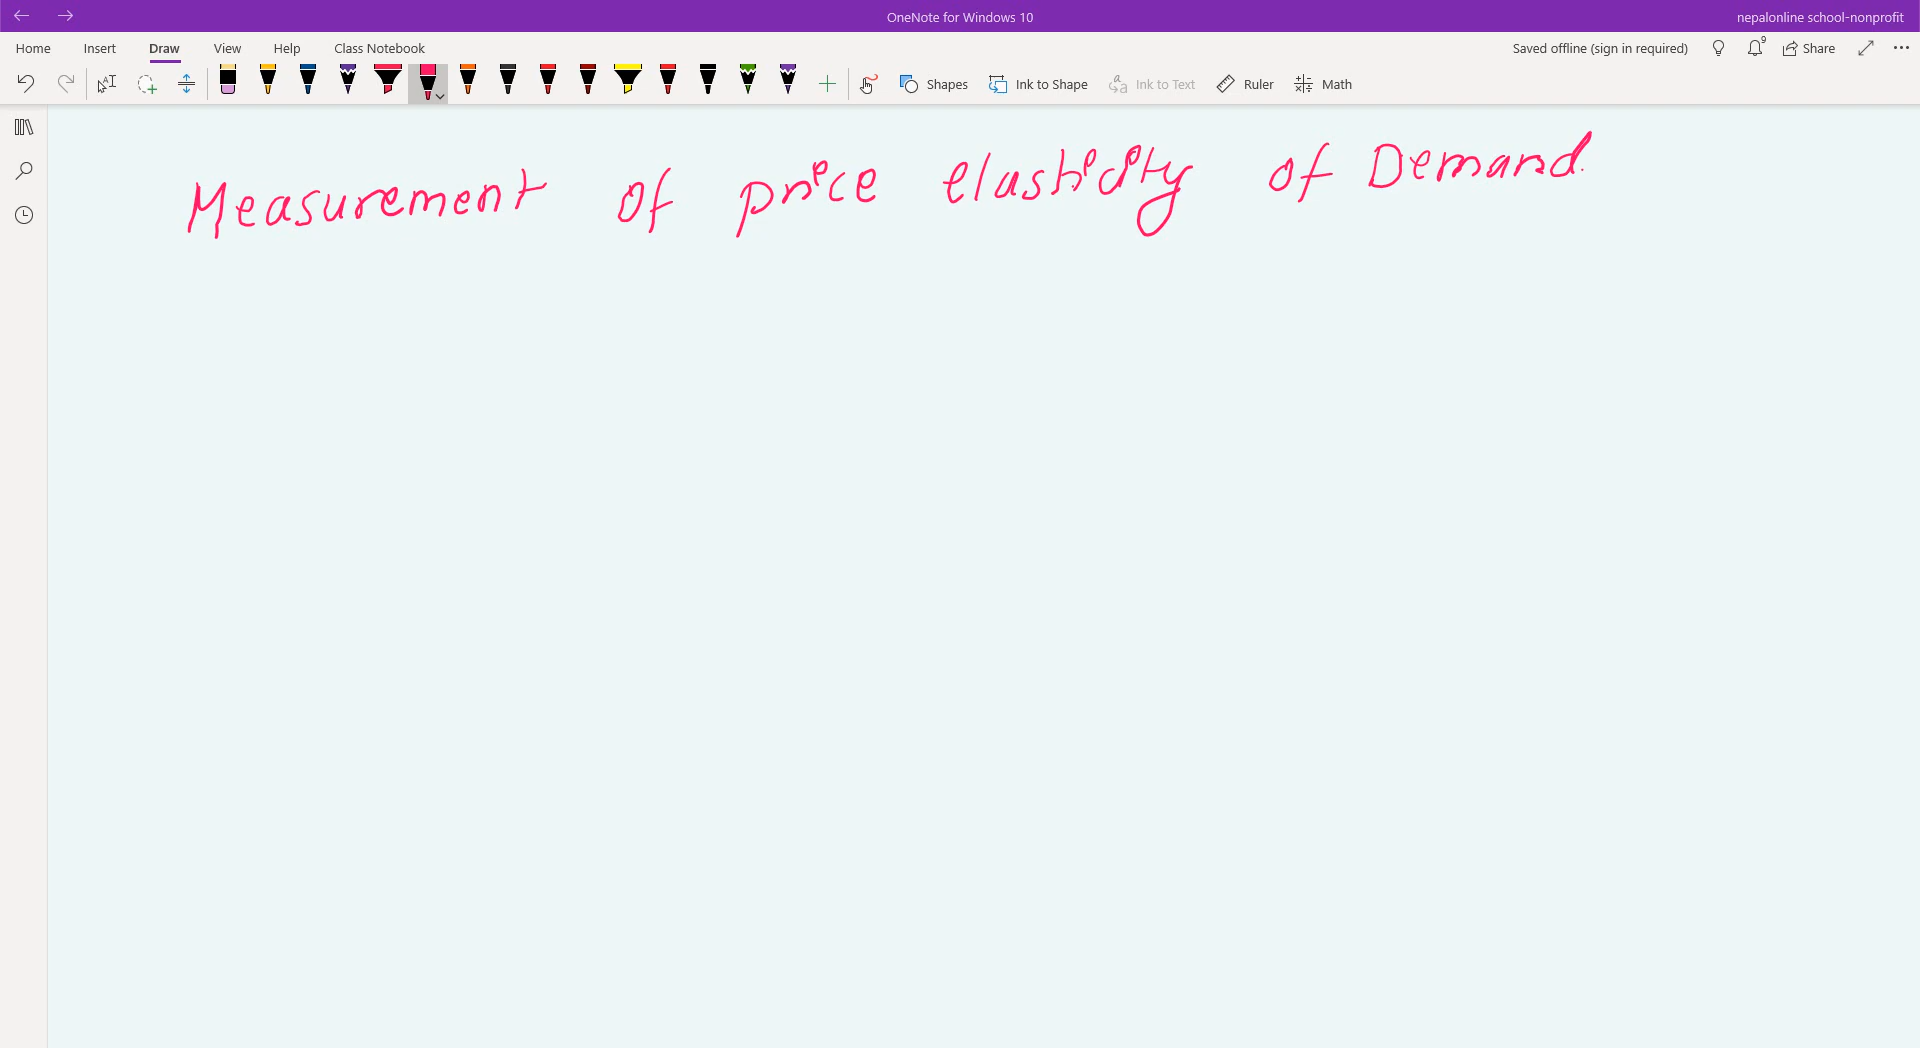 OneNote for Windows 10
nepalonline school-nonprofit
Home Insert Draw View Help Class Notebook
Saved offline (sign in required)
9
Share
Shapes Ink to Shape Ink to Text Ruler Math
Measurement of price elasticity of Demand.